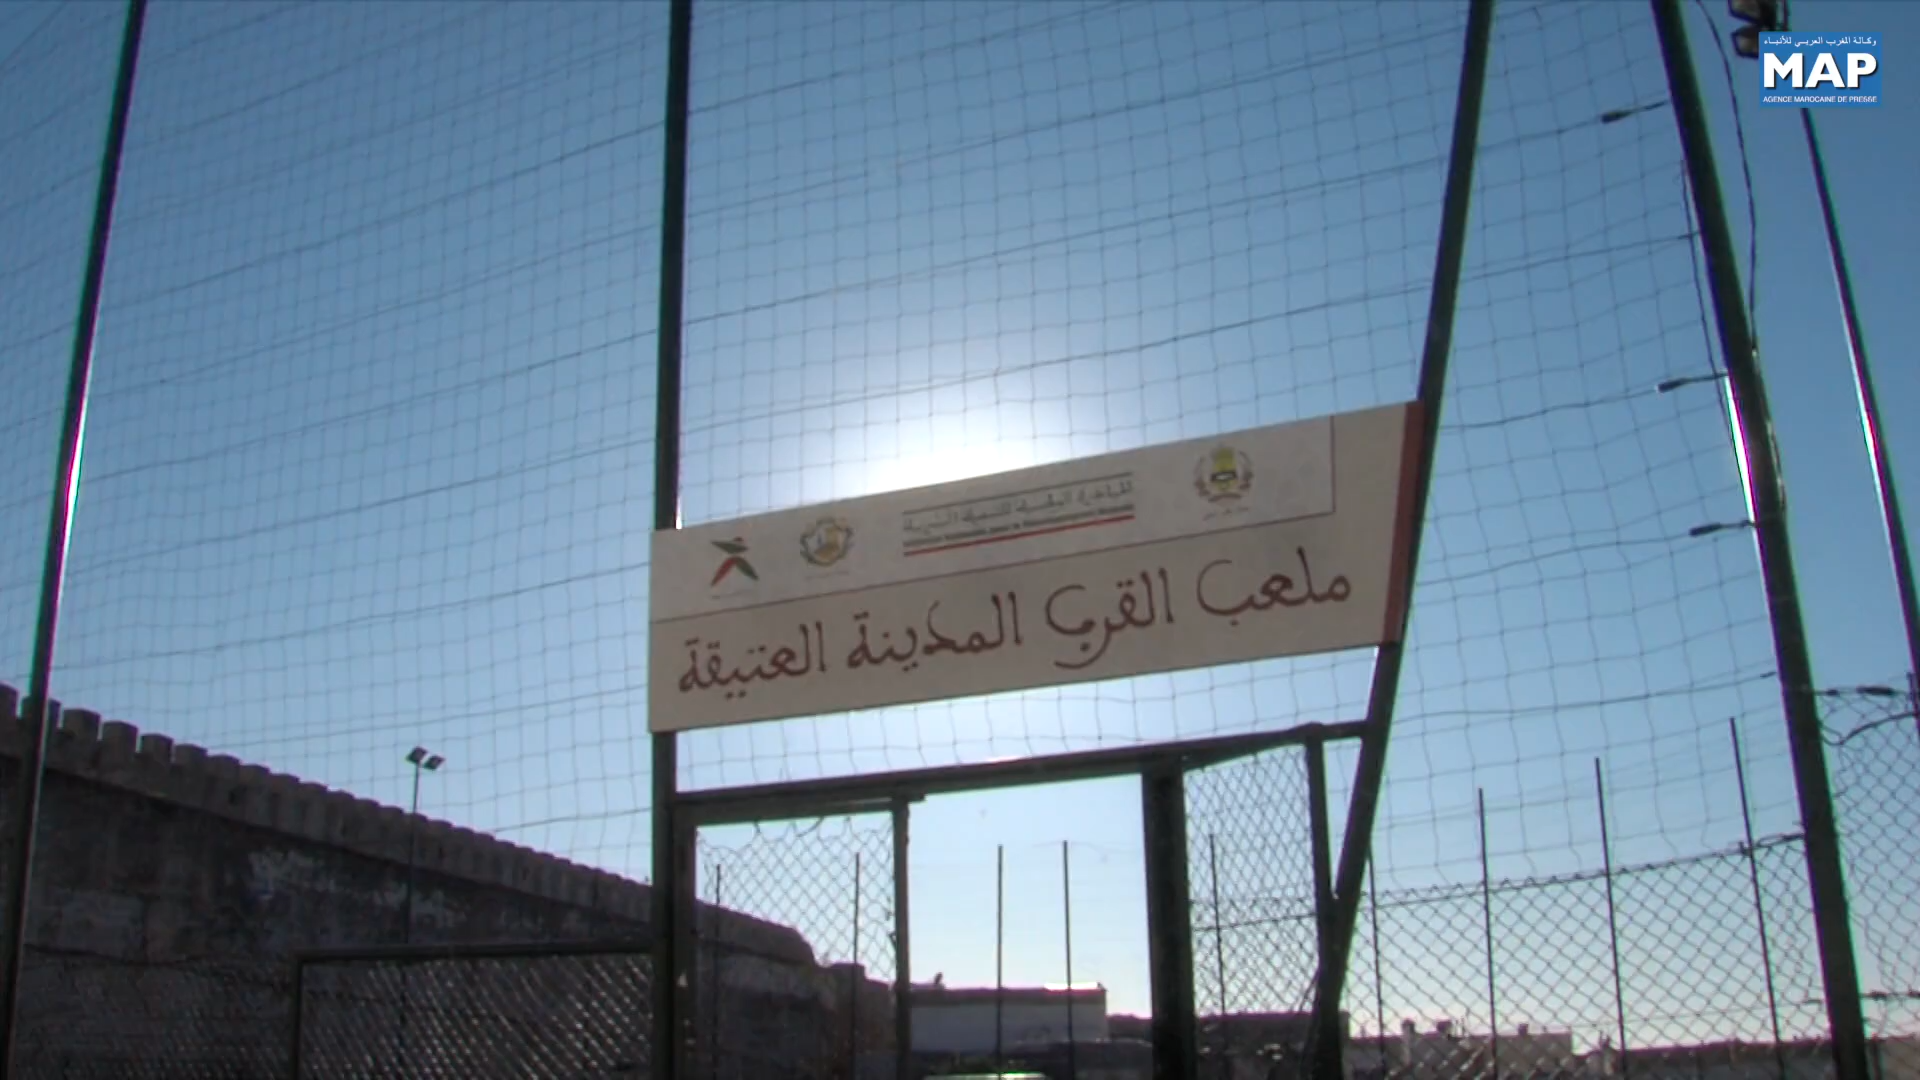 وكالة المغرب العربي للأنباء
MAP
AGENCE MAROCAINE DE PRESSE
المبادرة الوطنية للتنمية البشرية
ملعب القرب المدينة العتيقة